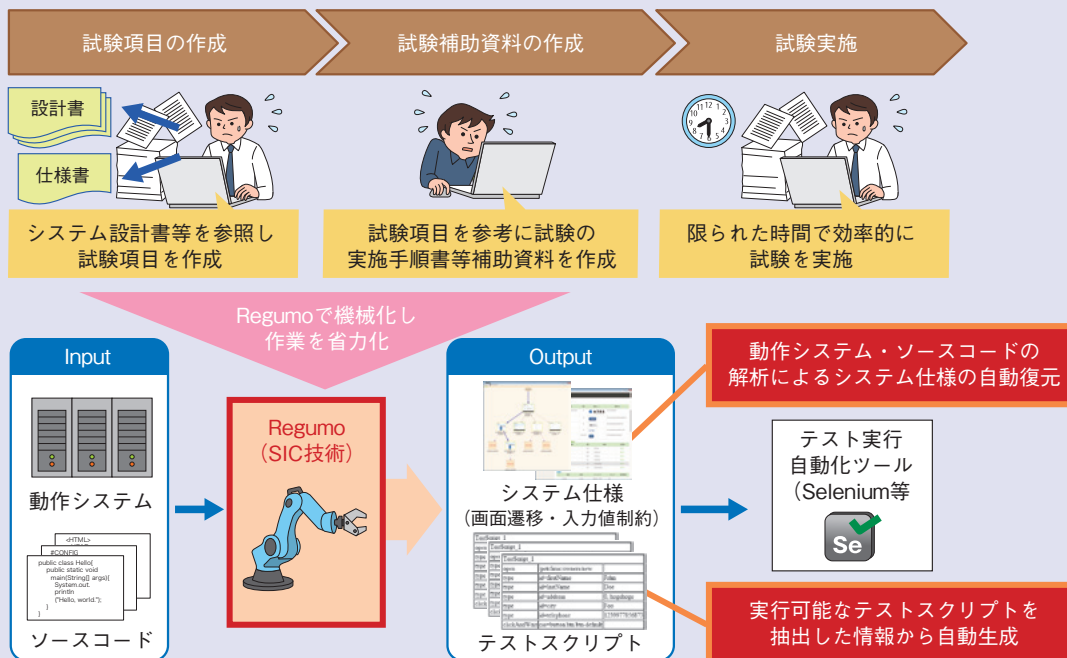 試験項目の作成
試験補助資料の作成
試験実施
設計書
仕様書
システム設計書等を参照し
試験項目を作成
試験項目を参考に試験の
実施手順書等補助資料を作成
限られた時間で効率的に
試験を実施
Regumoで機械化し
作業を省力化
Input
動作システム
<HTML>
#CONFIG
public class Hello{
public static void
main(String[] args){
System.out.
println
("Hello, world.");
}
}
ソースコード
Regumo
(SIC技術)
Output
システム仕様
(画面遷移・入力値制約)
TestScript_1
open
type
type
type
type
type
テストスクリプト
動作システム・ソースコードの
解析によるシステム仕様の自動復元
テスト実行
自動化ツール
(Selenium等
Se
実行可能なテストスクリプトを
抽出した情報から自動生成